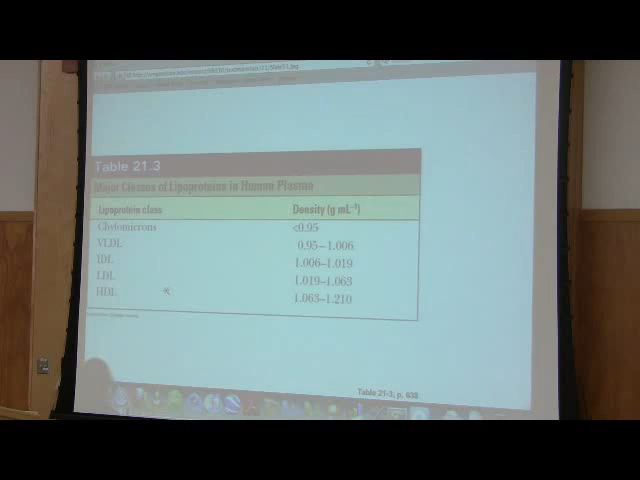 Table 21.3
Major Classes of Lipoproteins in Human Plasma
Lipoprotein class Density (g mL⁻¹)
Chylomicrons <0.95
VLDL 0.95–1.006
IDL 1.006–1.019
LDL 1.019–1.063
HDL 1.063–1.210
Table 21-3, p. 638